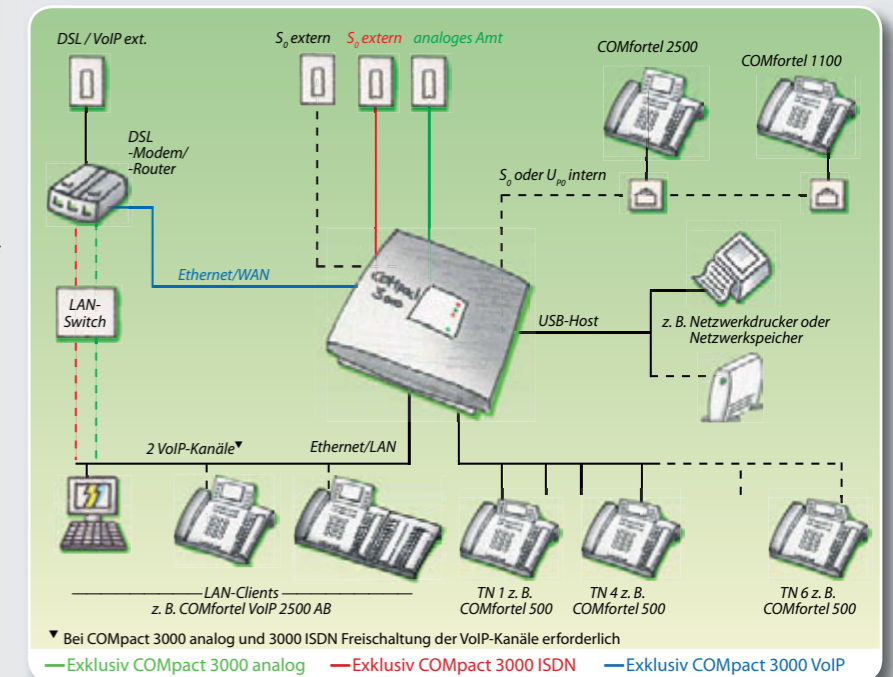 DSL / VoIP ext.
S0 extern
S0 extern
analoges Amt
COMfortel 2500
COMfortel 1100
DSL
-Modem/
-Router
S0 oder UP0 intern
Ethernet/WAN
COMpact
3000
LAN-
Switch
USB-Host
z. B. Netzwerkdrucker oder
Netzwerkspeicher
2 VoIP-Kanäle▼
Ethernet/LAN
LAN-Clients
z. B. COMfortel VoIP 2500 AB
TN 1 z. B.
COMfortel 500
TN 4 z. B.
COMfortel 500
TN 6 z. B.
COMfortel 500
▼ Bei COMpact 3000 analog und 3000 ISDN Freischaltung der VoIP-Kanäle erforderlich
Exklusiv COMpact 3000 analog
Exklusiv COMpact 3000 ISDN
Exklusiv COMpact 3000 VoIP